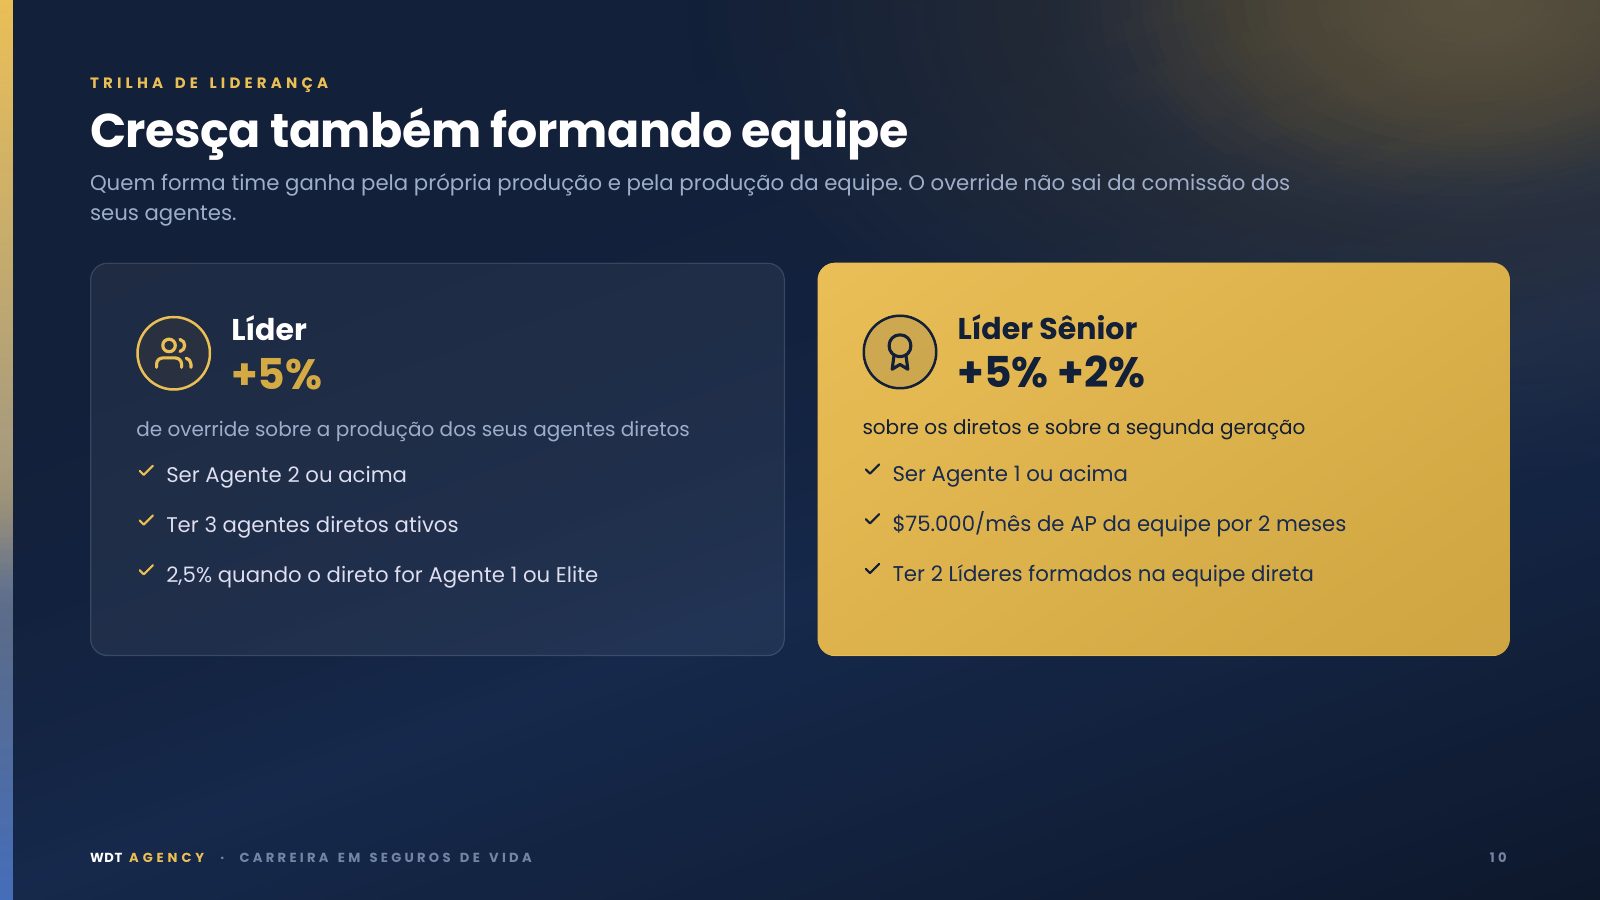 TRILHA DE LIDERANÇA
Cresça também formando equipe
Quem forma time ganha pela própria produção e pela produção da equipe. O override não sai da comissão dos
seus agentes.
Líder
+5%
de override sobre a produção dos seus agentes diretos
Ser Agente 2 ou acima
Ter 3 agentes diretos ativos
2,5% quando o direto for Agente 1 ou Elite
Líder Sênior
+5% +2%
sobre os diretos e sobre a segunda geração
Ser Agente 1 ou acima
$75.000/mês de AP da equipe por 2 meses
Ter 2 Líderes formados na equipe direta
WDT AGENCY · CARREIRA EM SEGUROS DE VIDA
10